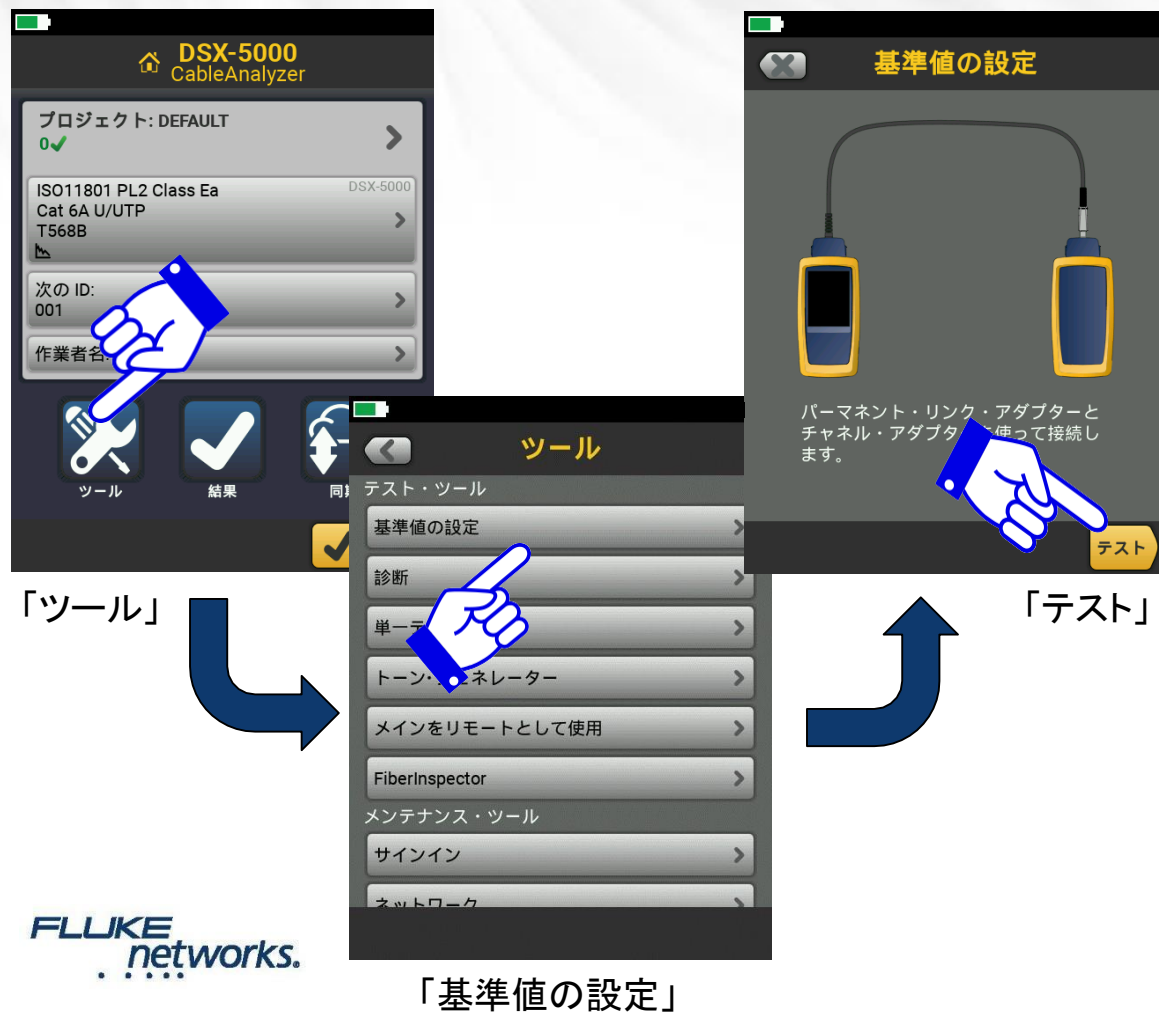 DSX-5000
CableAnalyzer
プロジェクト: DEFAULT
0
ISO11801 PL2 Class Ea
DSX-5000
Cat 6A U/UTP
T568B
次の ID:
001
作業者名:
ツール
結果
同期
「ツール」
ツール
テスト・ツール
基準値の設定
診断
単一テ
トーン・ジェネレーター
メインをリモートとして使用
FiberInspector
メンテナンス・ツール
サインイン
ネットワーク
「基準値の設定」
基準値の設定
パーマネント・リンク・アダプターと
チャネル・アダプターを使って接続し
ます。
テスト
「テスト」
FLUKE
networks.